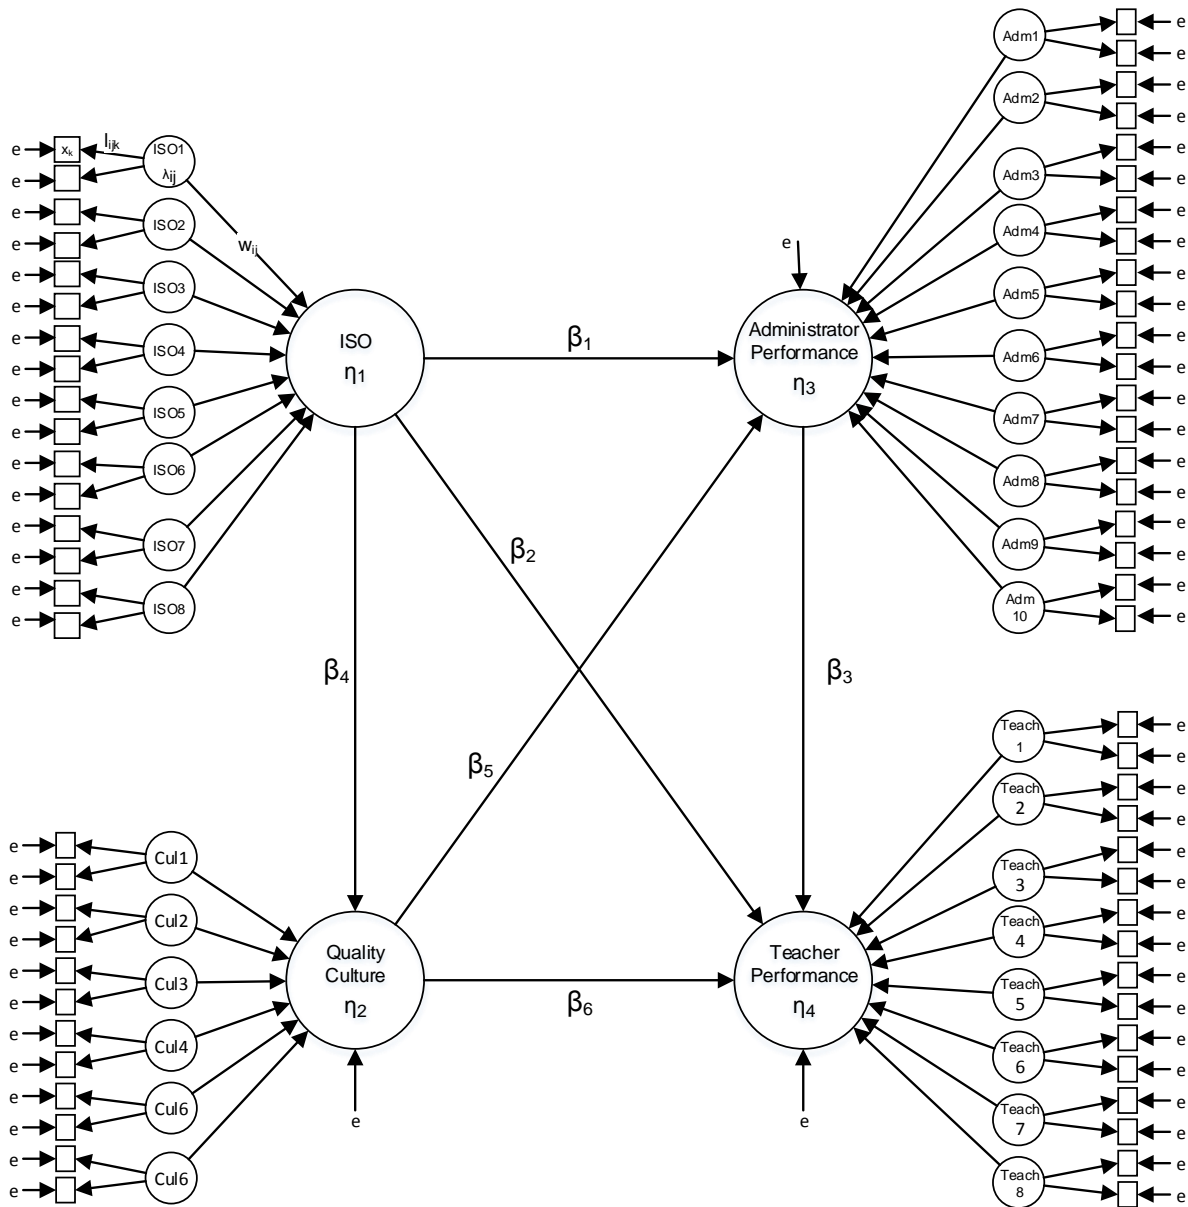 e
x_k
l_ijk
ISO1
λ_ij
w_ij
e
e
ISO2
e
e
ISO3
e
e
ISO4
e
e
ISO5
e
e
ISO6
e
e
ISO7
e
e
ISO8
e
ISO
η₁
β₁
e
Administrator
Performance
η₃
Adm1
e
e
Adm2
e
e
Adm3
e
e
Adm4
e
e
Adm5
e
e
Adm6
e
e
Adm7
e
e
Adm8
e
e
Adm9
e
e
Adm
10
e
e
β₂
β₄
β₃
β₅
e
Cul1
e
e
Cul2
e
e
Cul3
e
e
Cul4
e
e
Cul6
e
e
Cul6
e
Quality
Culture
η₂
e
β₆
Teacher
Performance
η₄
e
Teach
1
e
e
Teach
2
e
e
Teach
3
e
e
Teach
4
e
e
Teach
5
e
e
Teach
6
e
e
Teach
7
e
e
Teach
8
e
e